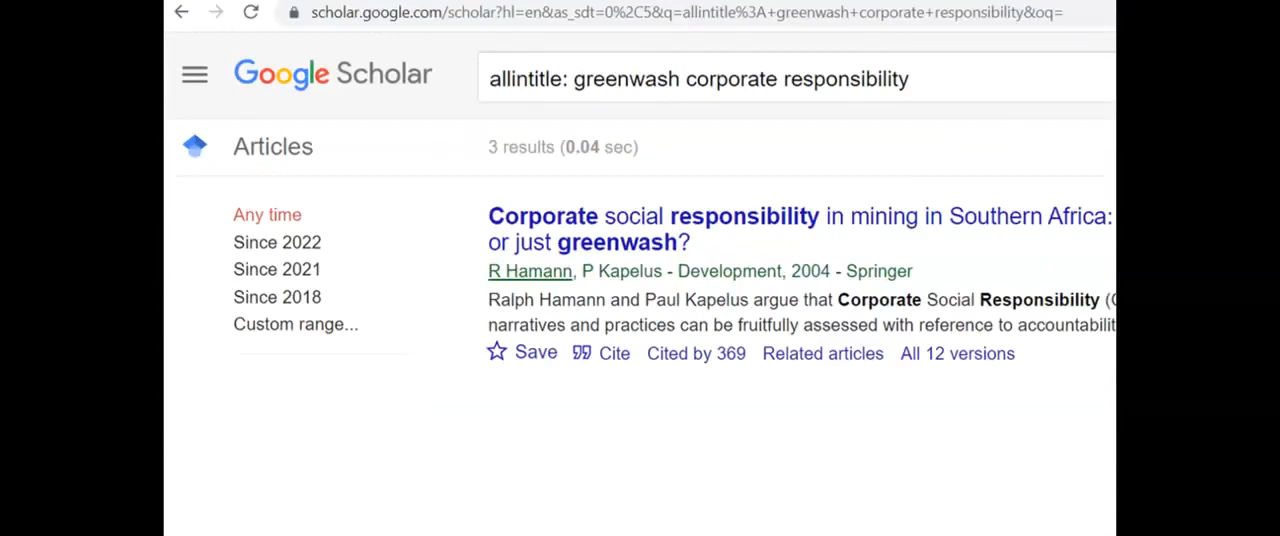 scholar.google.com/scholar?hl=en&as_sdt=0%2C5&q=allintitle%3A+greenwash+corporate+responsibility&oq=
Google Scholar
allintitle: greenwash corporate responsibility
Articles
3 results (0.04 sec)
Any time
Since 2022
Since 2021
Since 2018
Custom range...
Corporate social responsibility in mining in Southern Africa:
or just greenwash?
R Hamann, P Kapelus - Development, 2004 - Springer
Ralph Hamann and Paul Kapelus argue that Corporate Social Responsibility (
narratives and practices can be fruitfully assessed with reference to accountabilit
Save Cite Cited by 369 Related articles All 12 versions